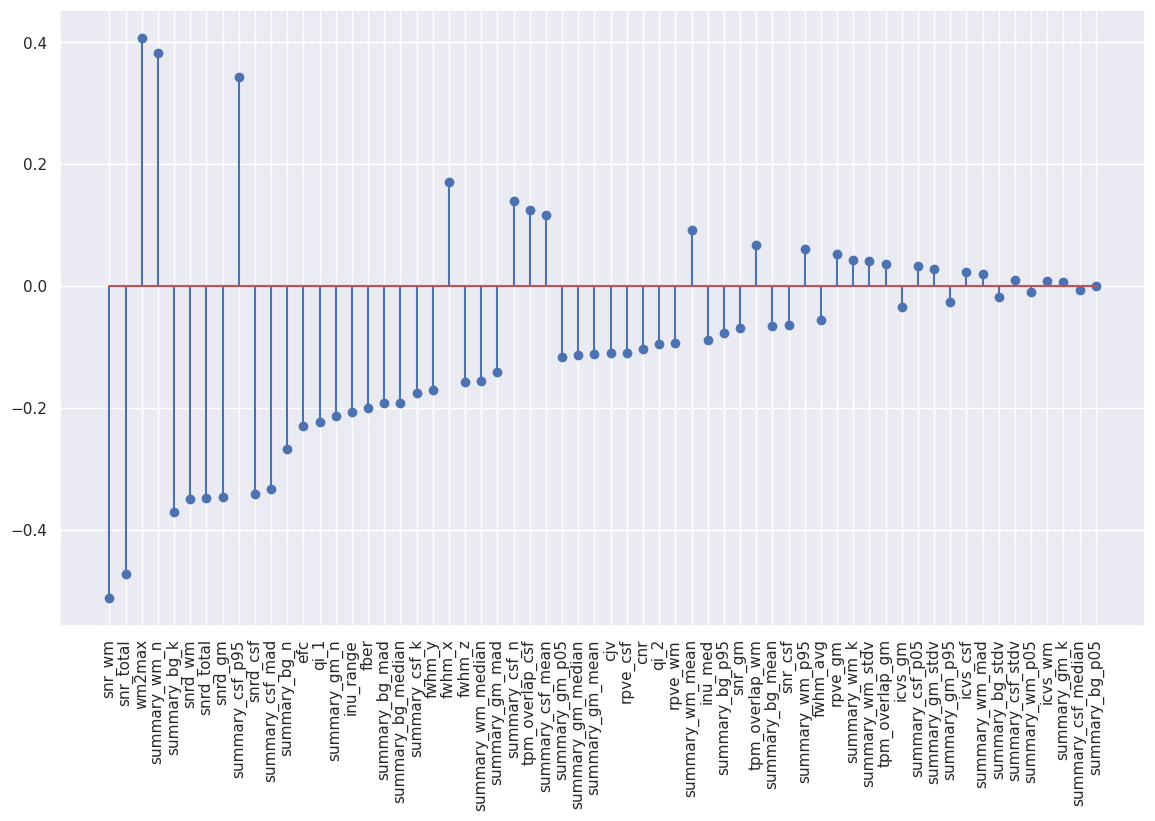 0.4
0.2
0.0
−0.2
−0.4
snr_wm
snr_total
wm2max
summary_wm_n
summary_bg_k
snrd_wm
snrd_total
snrd_gm
summary_csf_p95
snrd_csf
summary_csf_mad
summary_bg_n
efc
qi_1
summary_gm_n
inu_range
fber
summary_bg_mad
summary_bg_median
summary_csf_k
fwhm_y
fwhm_x
fwhm_z
summary_wm_median
summary_gm_mad
summary_csf_n
tpm_overlap_csf
summary_csf_mean
summary_gm_p05
summary_gm_median
summary_gm_mean
cjv
rpve_csf
cnr
qi_2
rpve_wm
summary_wm_mean
inu_med
summary_bg_p95
snr_gm
tpm_overlap_wm
summary_bg_mean
snr_csf
summary_wm_p95
fwhm_avg
rpve_gm
summary_wm_k
summary_wm_stdv
tpm_overlap_gm
icvs_gm
summary_csf_p05
summary_gm_stdv
summary_gm_p95
icvs_csf
summary_wm_mad
summary_bg_stdv
summary_csf_stdv
summary_wm_p05
icvs_wm
summary_gm_k
summary_csf_median
summary_bg_p05